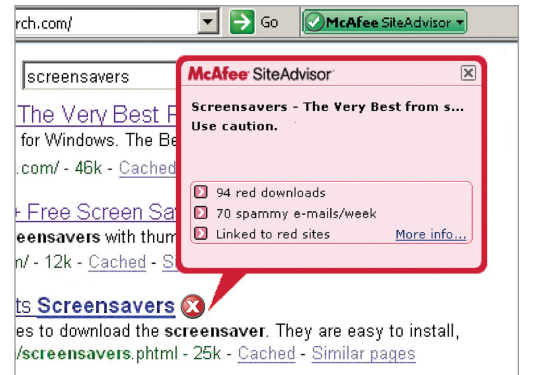 rch.com/ Go McAfee SiteAdvisor
screensavers
McAfee SiteAdvisor
Screensavers - The Very Best from s...
Use caution.
94 red downloads
70 spammy e-mails/week
Linked to red sites More info...
The Very Best F
for Windows. The Be
.com/ - 46k - Cached
Free Screen Sa
eensavers with thum
n/ - 12k - Cached - S
ts Screensavers
es to download the screensaver. They are easy to install,
/screensavers.phtml - 25k - Cached - Similar pages